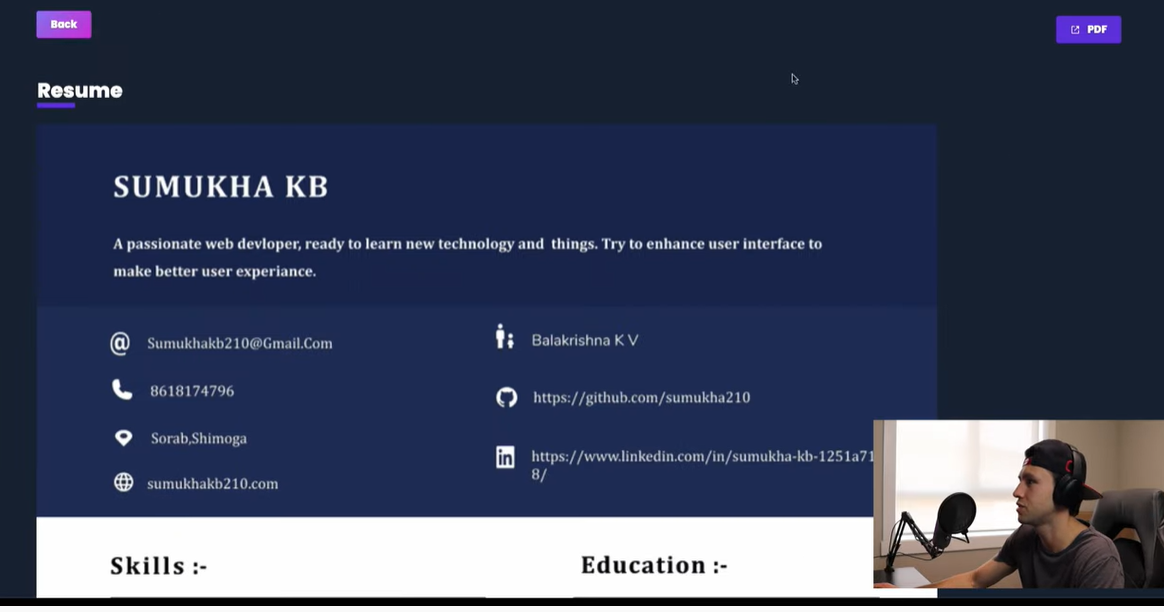 Back
PDF
Resume
SUMUKHA KB
A passionate web devloper, ready to learn new technology and things. Try to enhance user interface to
make better user experiance.
Sumukhakb210@Gmail.Com
Balakrishna K V
8618174796
https://github.com/sumukha210
Sorab,Shimoga
https://www.linkedin.com/in/sumukha-kb-1251a71
8/
sumukhakb210.com
Skills :-
Education :-